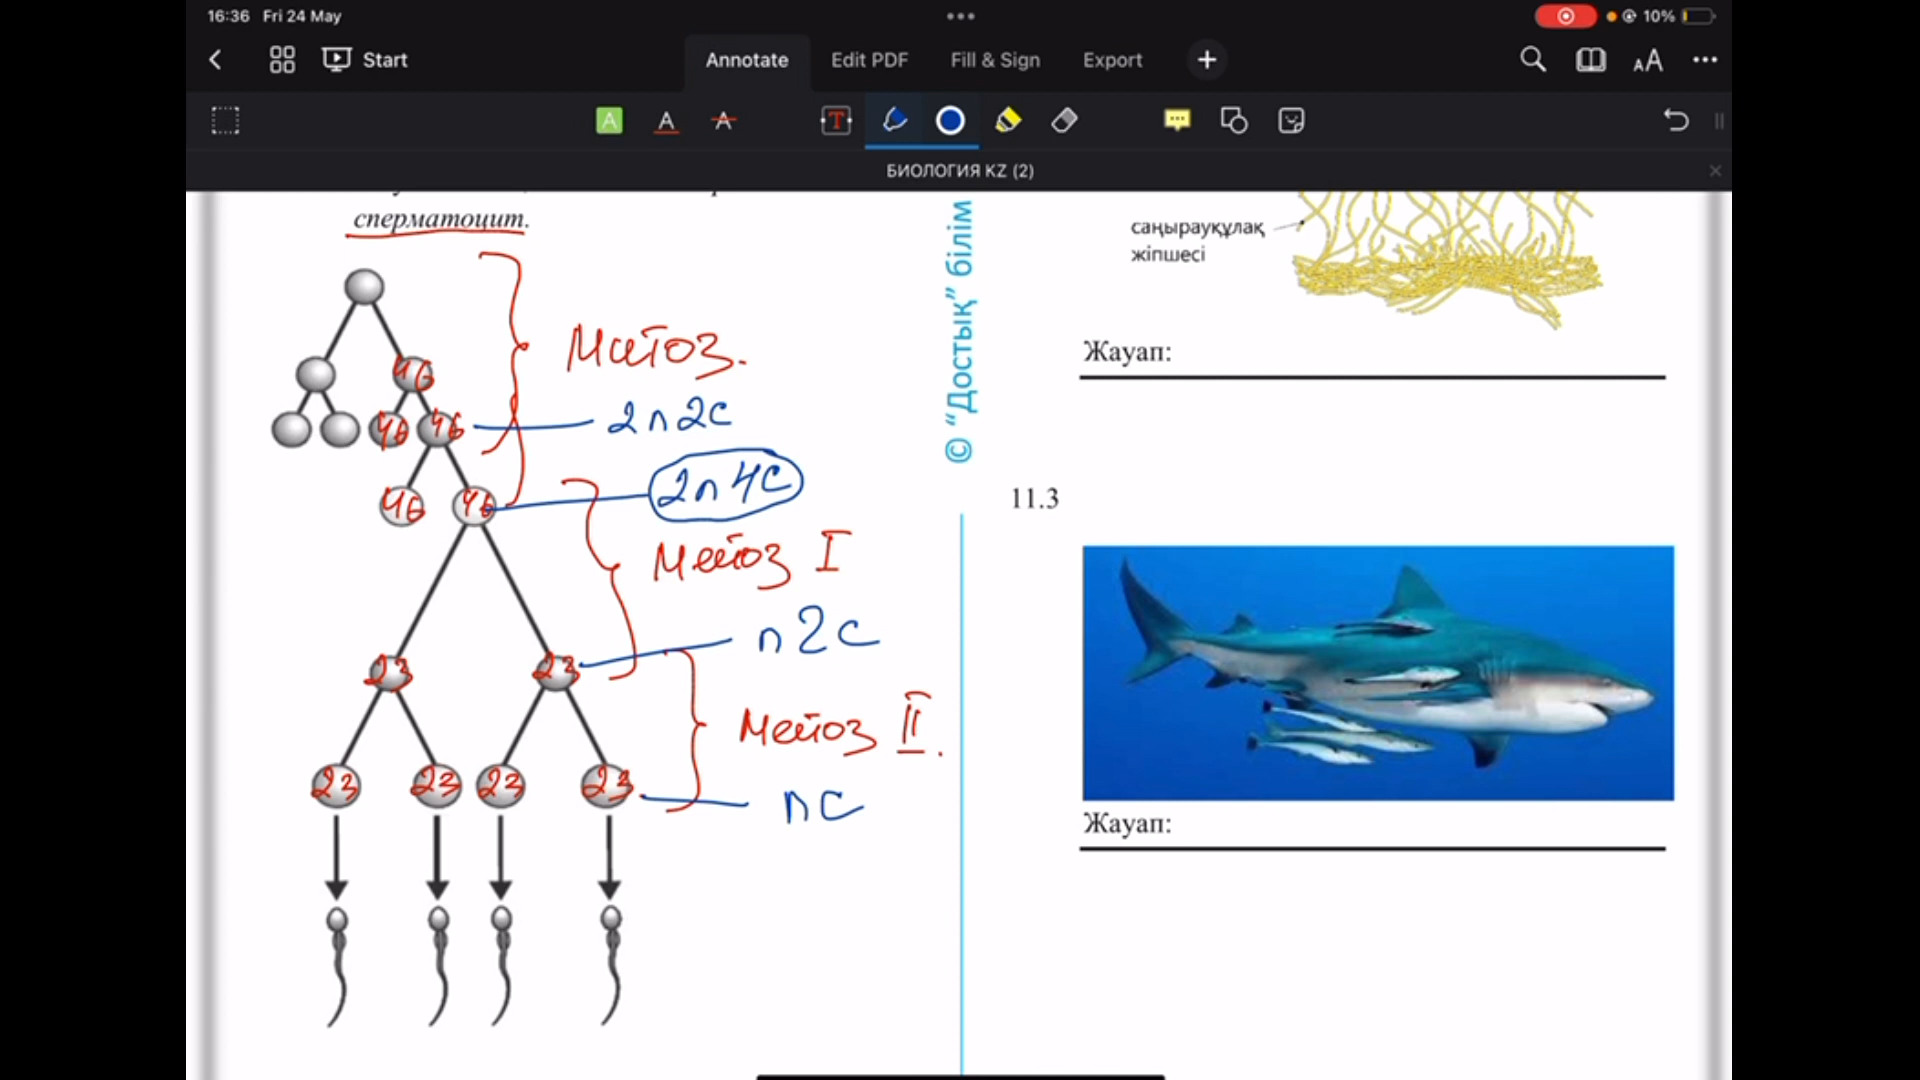 16:36 Fri 24 May
10%
Start
Annotate
Edit PDF
Fill & Sign
Export
AA
A A A T
БИОЛОГИЯ KZ (2)
сперматоцит.
46
46 46
46 46
23 23
23 23 23 23
Митоз.
2n2c
2n4c
Мейоз I
n2c
Мейоз II.
nc
© “Достық” білім
саңырауқұлақ
жіпшесі
Жауап:
11.3
Жауап: